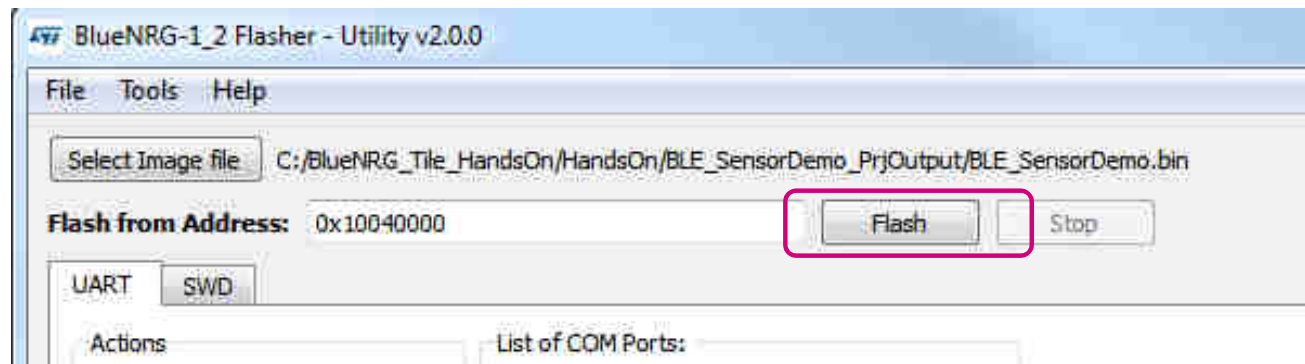 BlueNRG-1_2 Flasher - Utility v2.0.0
File Tools Help
Select Image file C:/BlueNRG_Tile_HandsOn/HandsOn/BLE_SensorDemo_PrjOutput/BLE_SensorDemo.bin
Flash from Address: 0x10040000 Flash Stop
UART SWD
Actions List of COM Ports: